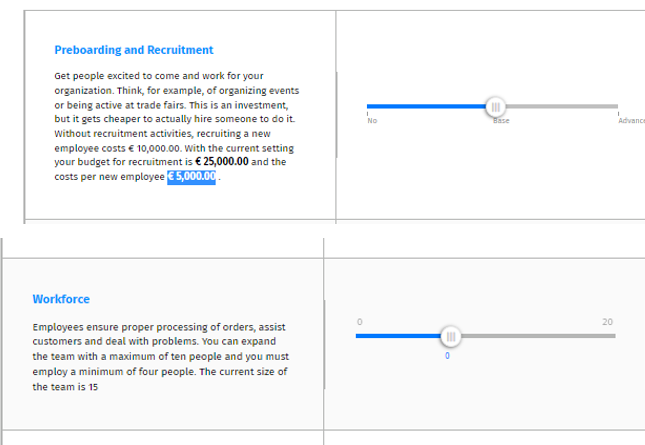 Preboarding and Recruitment
Get people excited to come and work for your
organization. Think, for example, of organizing events
or being active at trade fairs. This is an investment,
but it gets cheaper to actually hire someone to do it.
Without recruitment activities, recruiting a new
employee costs € 10,000.00. With the current setting
your budget for recruitment is € 25,000.00 and the
costs per new employee € 5,000.00 .
No Base Advance
Workforce
Employees ensure proper processing of orders, assist
customers and deal with problems. You can expand
the team with a maximum of ten people and you must
employ a minimum of four people. The current size of
the team is 15
0 20
0